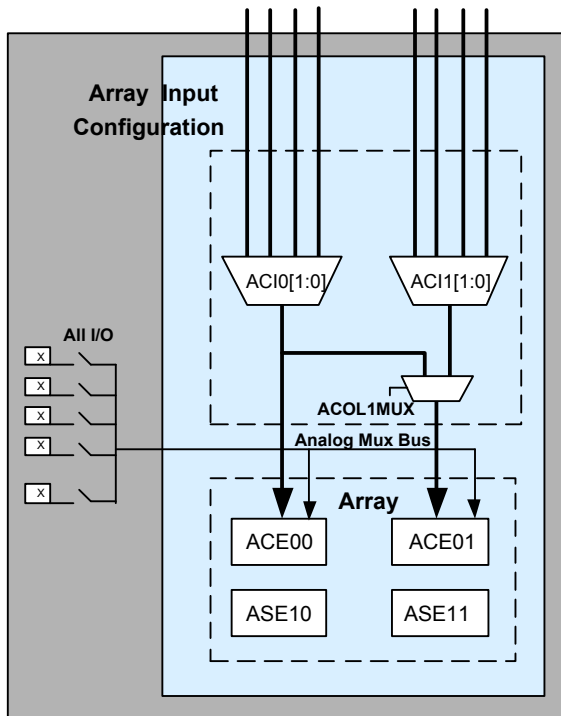 Array Input
Configuration
ACI0[1:0]
ACI1[1:0]
All I/O
X
X
X
X
X
ACOL1MUX
Analog Mux Bus
Array
ACE00
ACE01
ASE10
ASE11